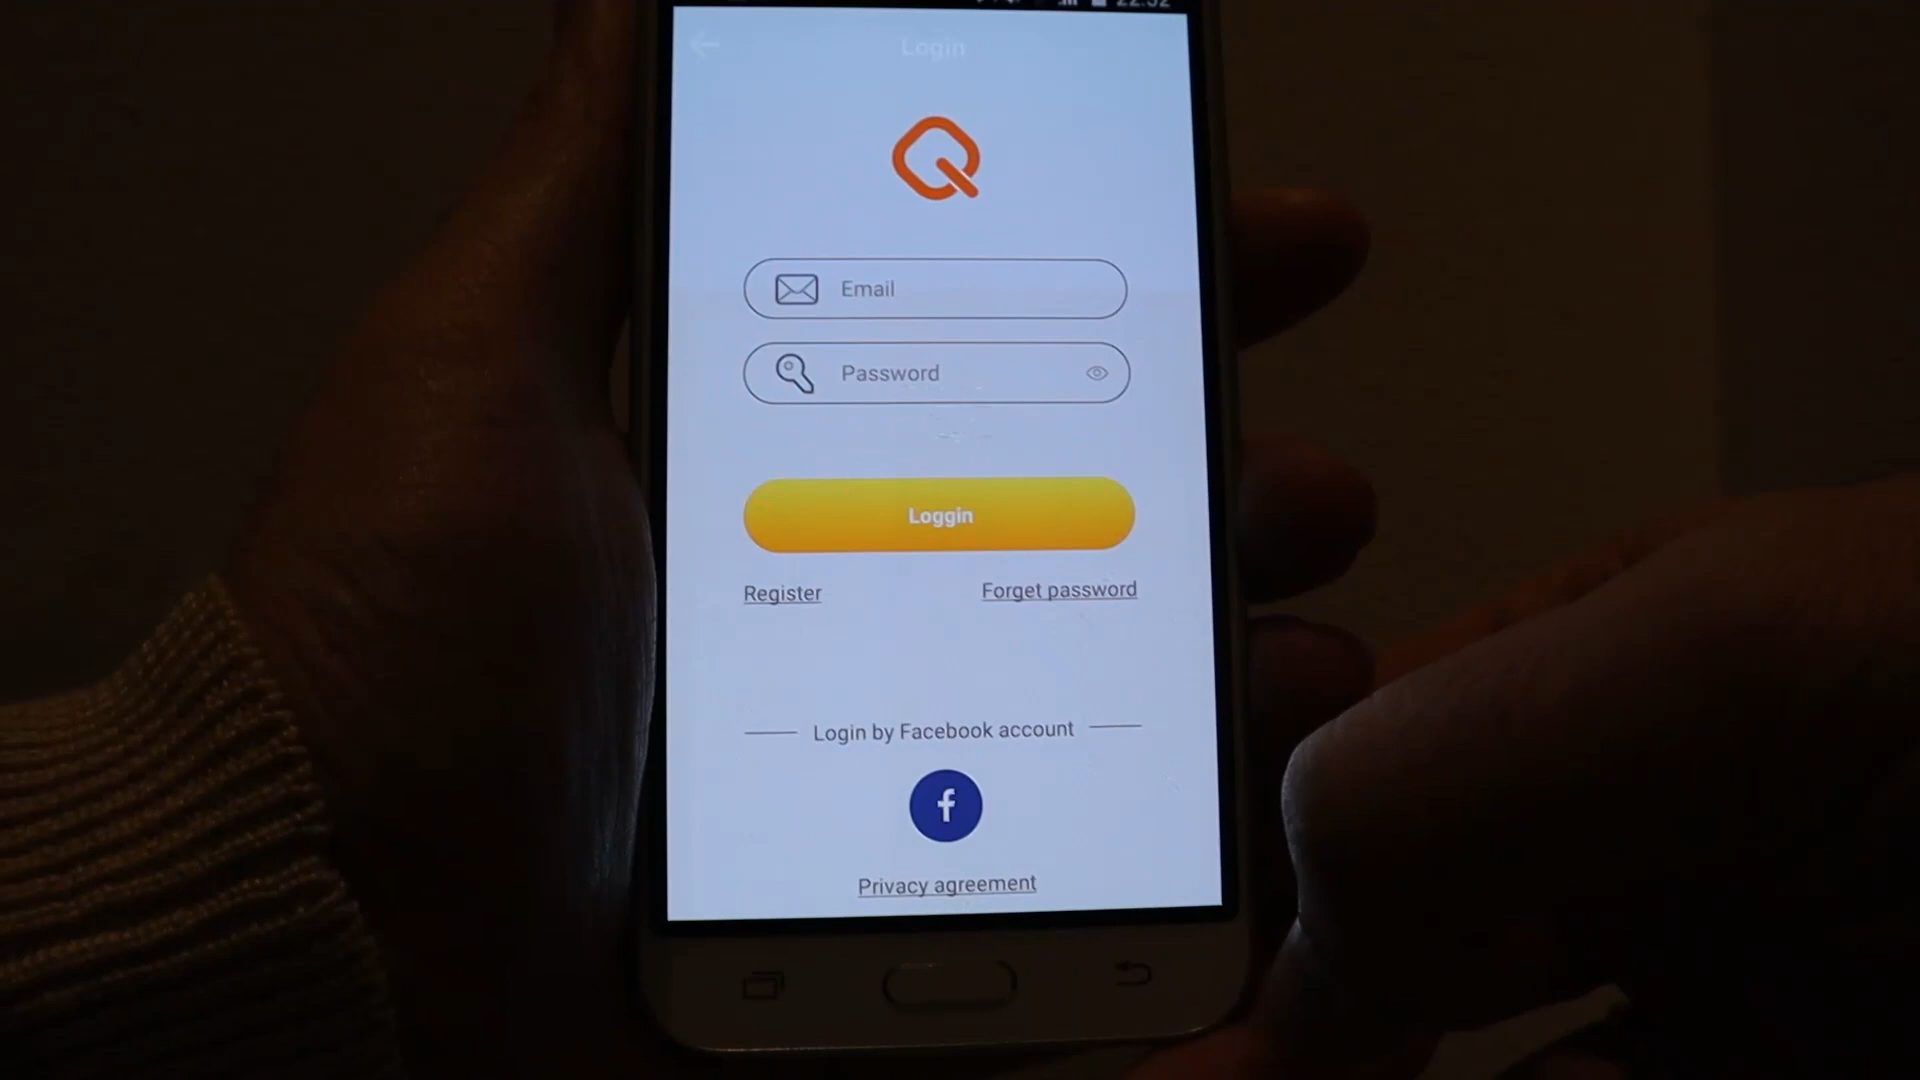 Login
Email
Password
Loggin
Register
Forget password
Login by Facebook account
f
Privacy agreement